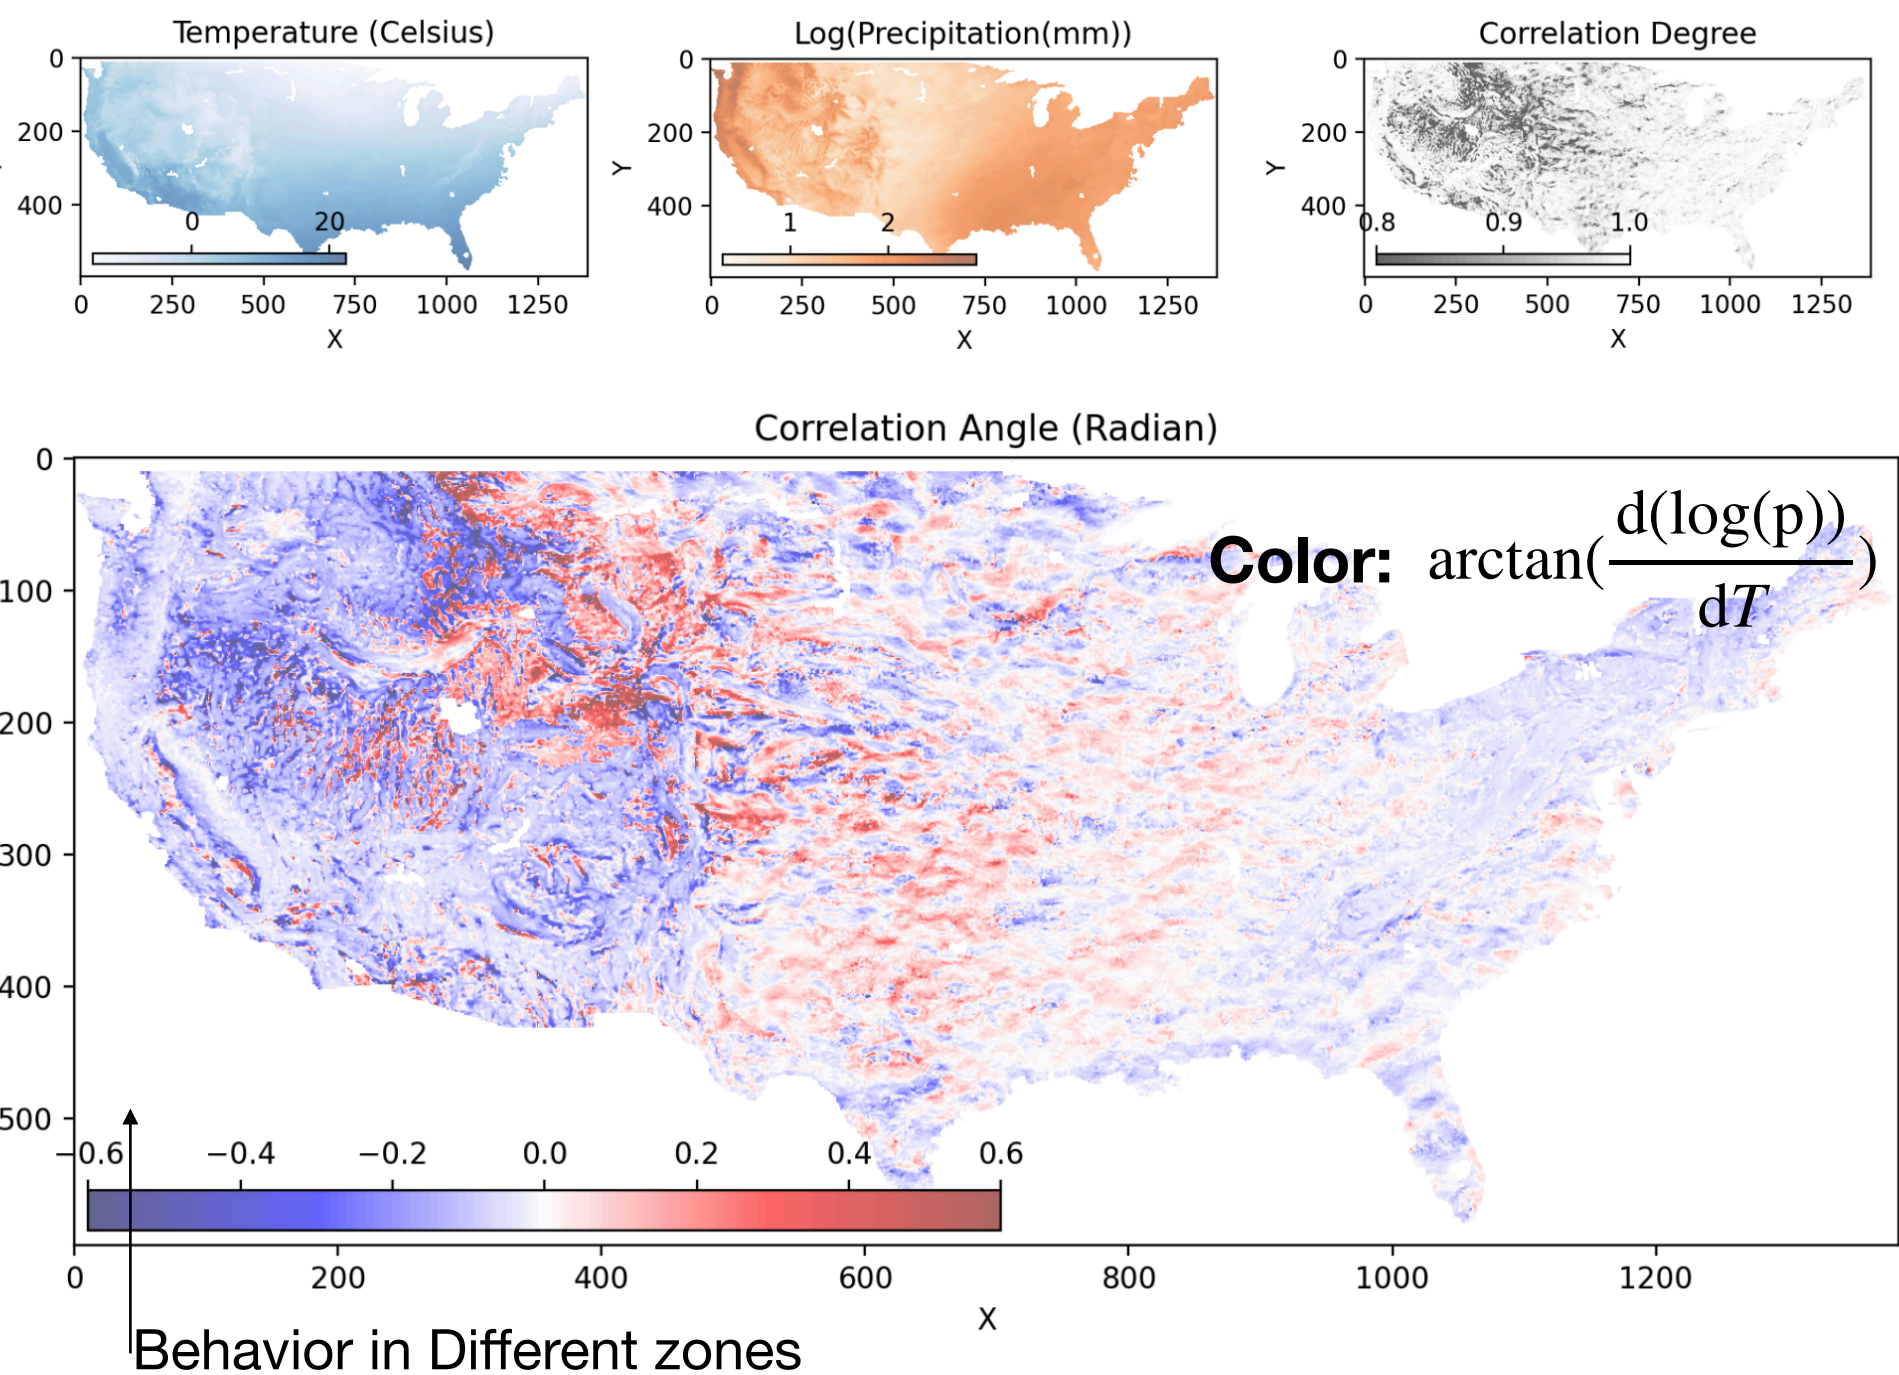 Temperature (Celsius)
0
200
400
0 20
0 250 500 750 1000 1250
X
Log(Precipitation(mm))
0
200
400
Y
1 2
0 250 500 750 1000 1250
X
Correlation Degree
0
200
400
Y
0.8 0.9 1.0
0 250 500 750 1000 1250
X
Correlation Angle (Radian)
0
100
200
300
400
500
Color: arctan(d(log(p))
dT)
−0.6 −0.4 −0.2 0.0 0.2 0.4 0.6
0 200 400 600 800 1000 1200
X
Behavior in Different zones